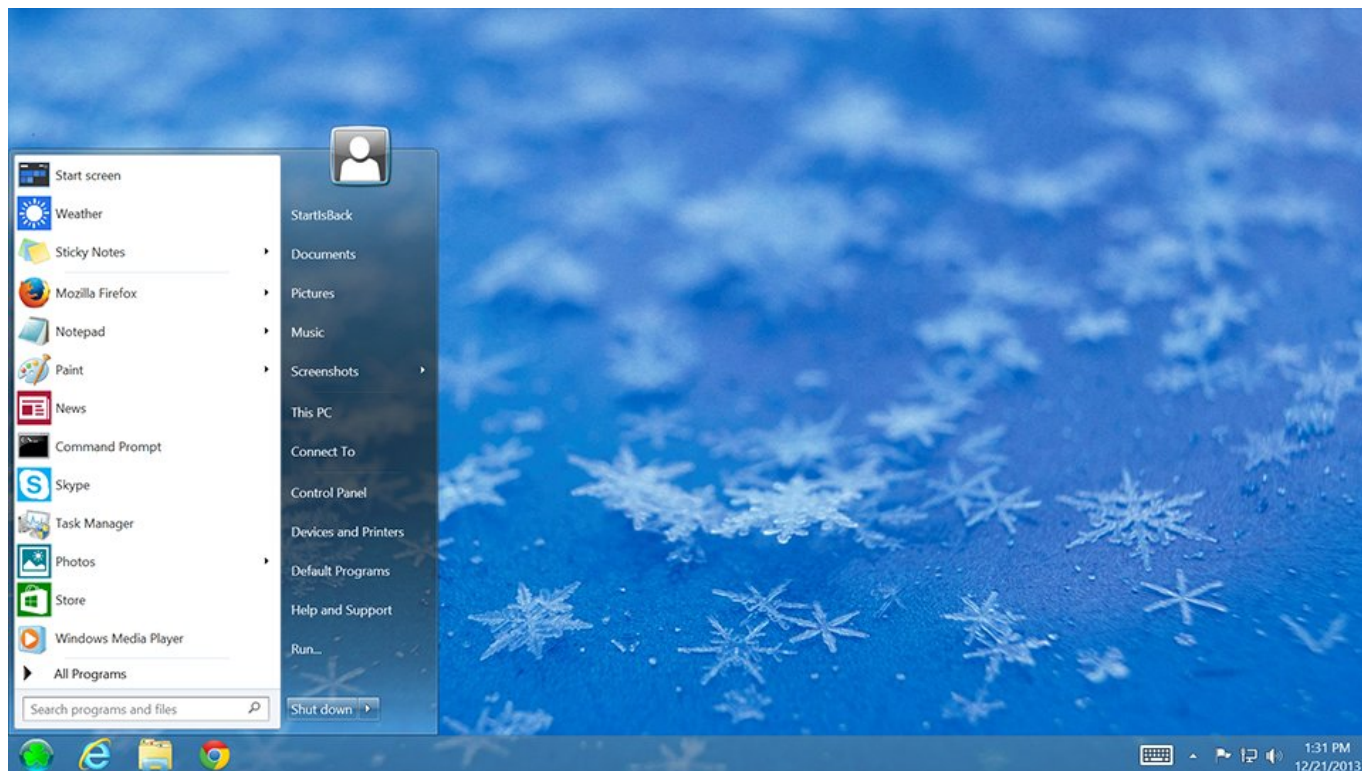 Start screen
Weather
Sticky Notes
Mozilla Firefox
Notepad
Paint
News
Command Prompt
Skype
Task Manager
Photos
Store
Windows Media Player
All Programs
Search programs and files
StartIsBack
Documents
Pictures
Music
Screenshots
This PC
Connect To
Control Panel
Devices and Printers
Default Programs
Help and Support
Run...
Shut down
1:31 PM
12/21/2013